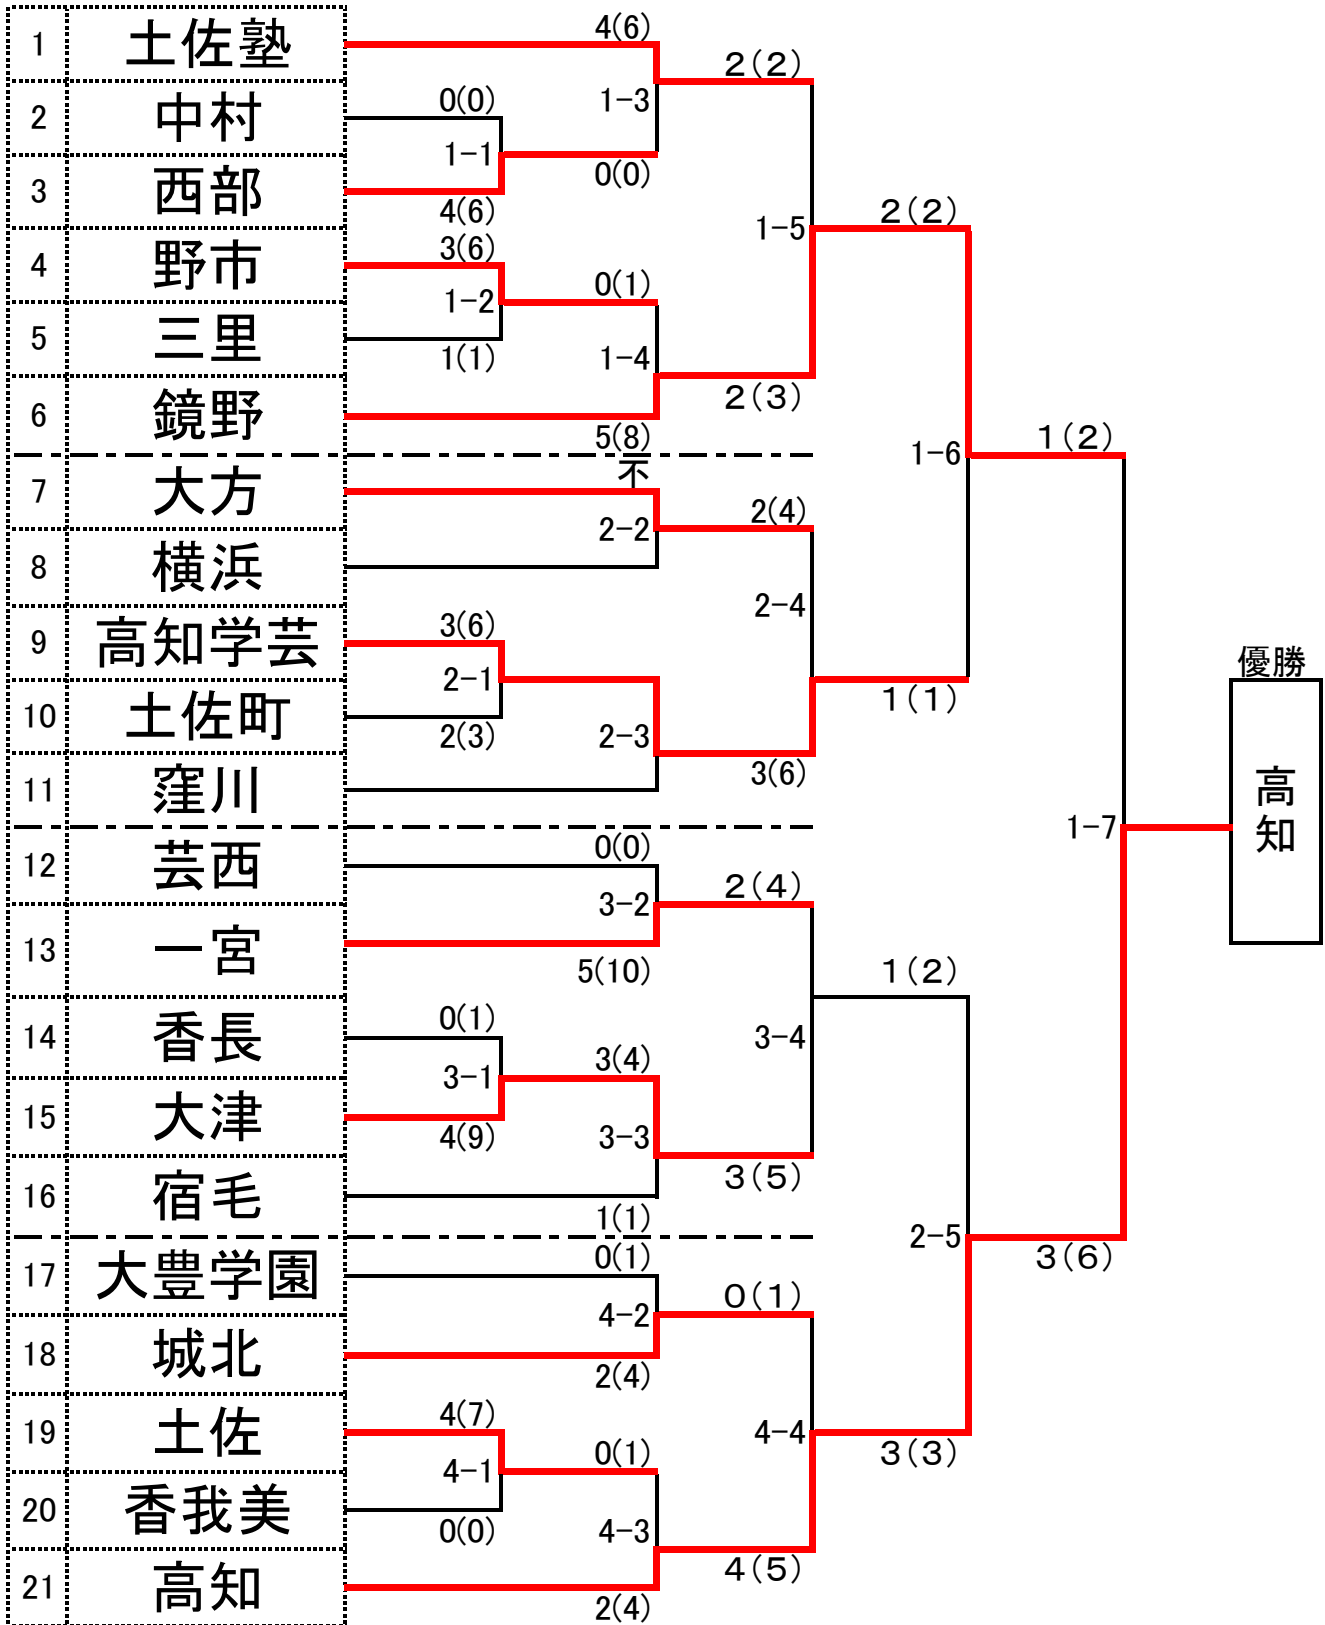 1 土佐塾 4(6)
2(2)
2 中村 0(0) 1-3
1-1
3 西部 0(0)
4(6) 2(2)
1-5
4 野市 3(6)
0(1)
1-2
5 三里 1(1) 1-4
2(3)
6 鏡野
5(8) 1(2)
1-6
7 大方 不
2(4)
2-2
8 横浜
2-4
9 高知学芸 3(6)
2-1 優勝
1(1)
10 土佐町 2(3) 2-3
3(6)
11 窪川 高知
1-7
12 芸西 0(0)
2(4)
3-2
13 一宮
5(10) 1(2)
14 香長 0(1)
3-4
3(4)
3-1
15 大津 4(9) 3-3
3(5)
16 宿毛
1(1)
2-5
17 大豊学園 0(1) 3(6)
0(1)
4-2
18 城北
2(4)
19 土佐 4(7)
4-4
0(1) 3(3)
4-1
20 香我美 0(0) 4-3
4(5)
21 高知
2(4)